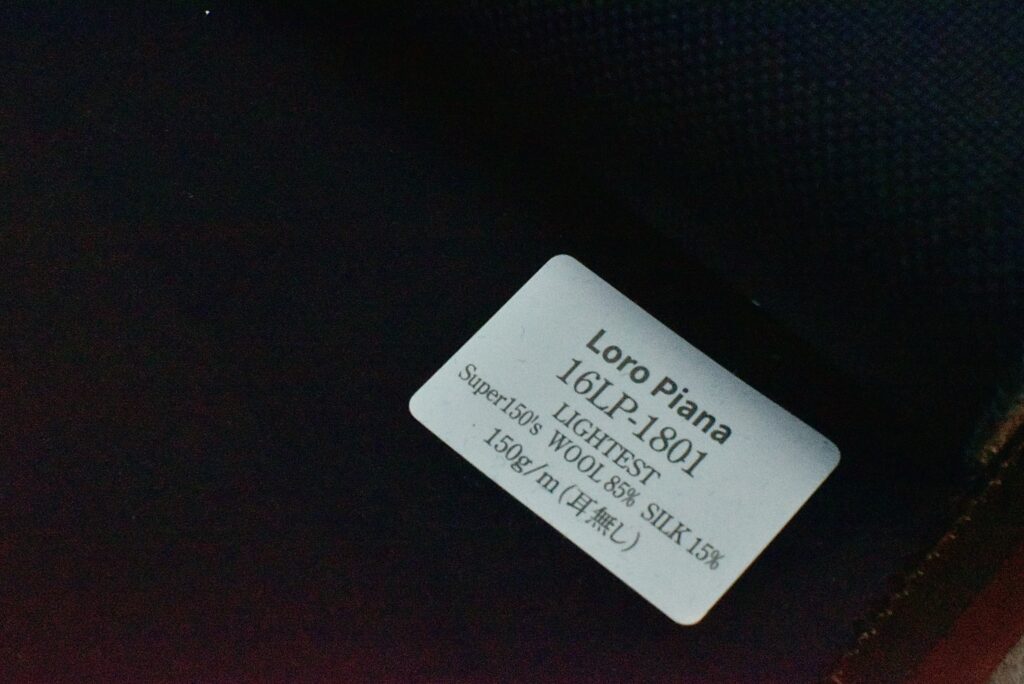 Loro Piana
16LP-1801
LIGHTEST
Super150's WOOL 85% SILK 15%
150g/m (耳無し)